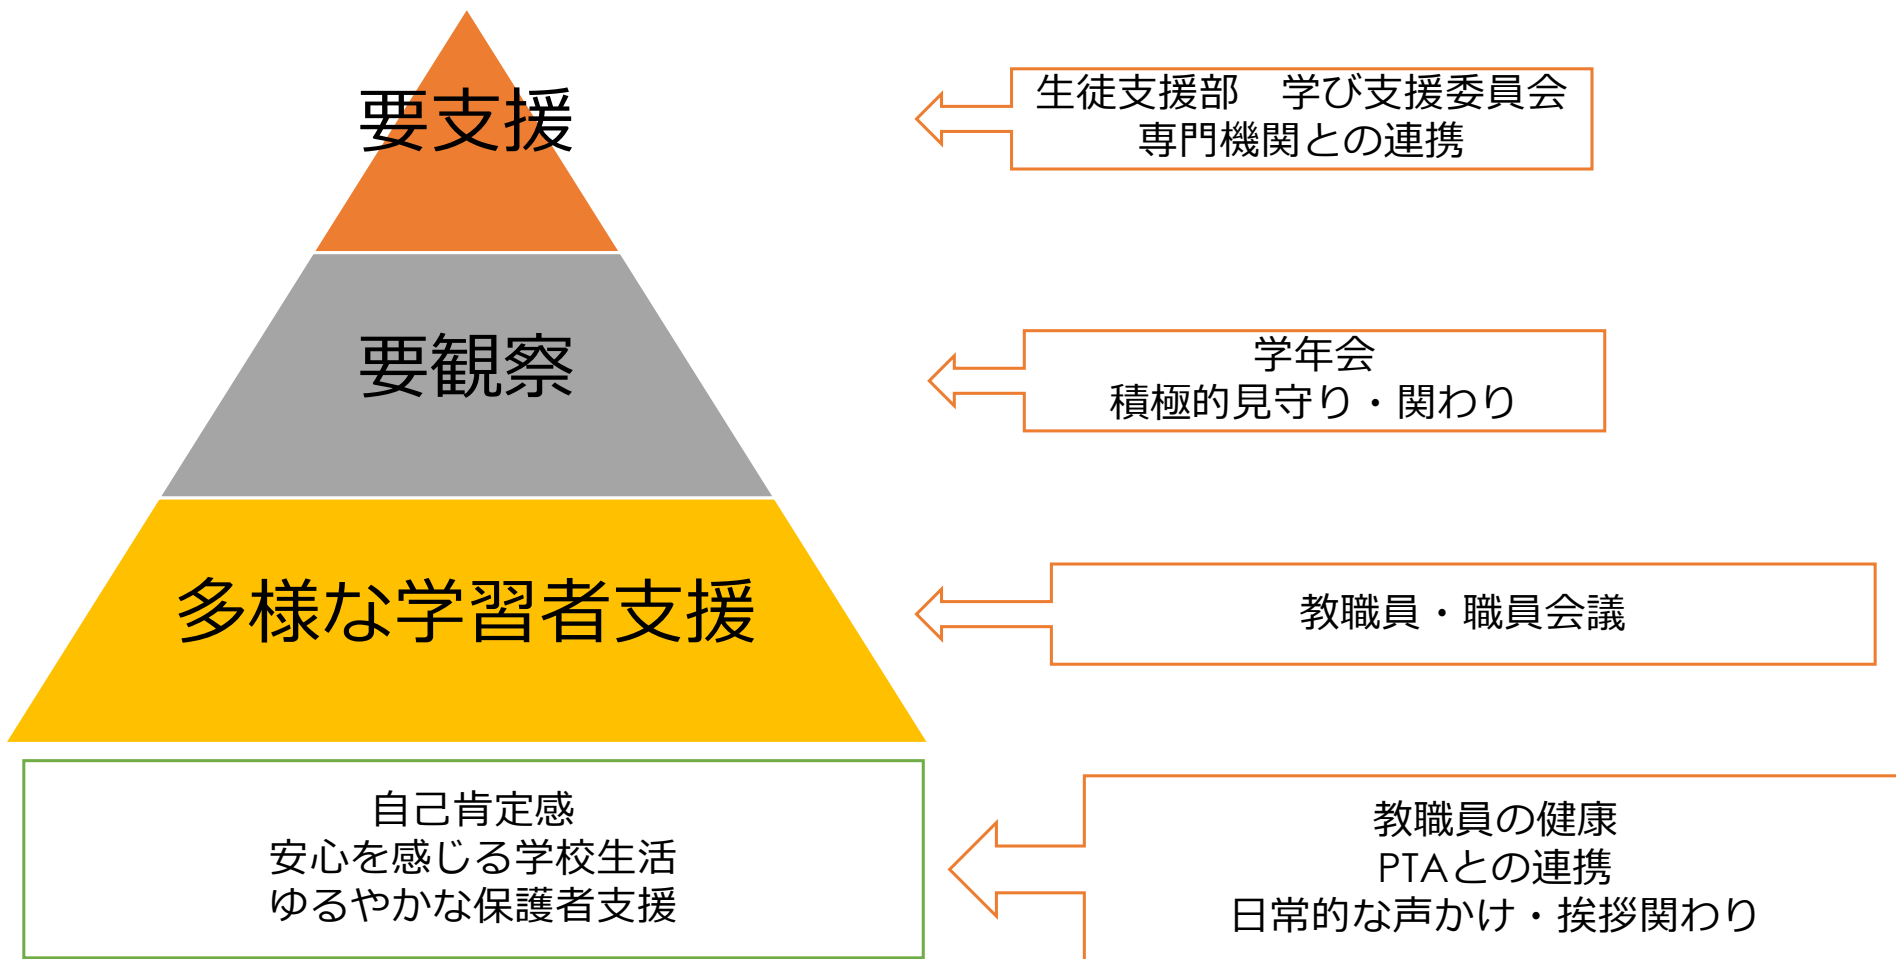 要支援
生徒支援部　学び支援委員会
専門機関との連携
要観察
学年会
積極的見守り・関わり
多様な学習者支援
教職員・職員会議
自己肯定感
安心を感じる学校生活
ゆるやかな保護者支援
教職員の健康
PTAとの連携
日常的な声かけ・挨拶関わり